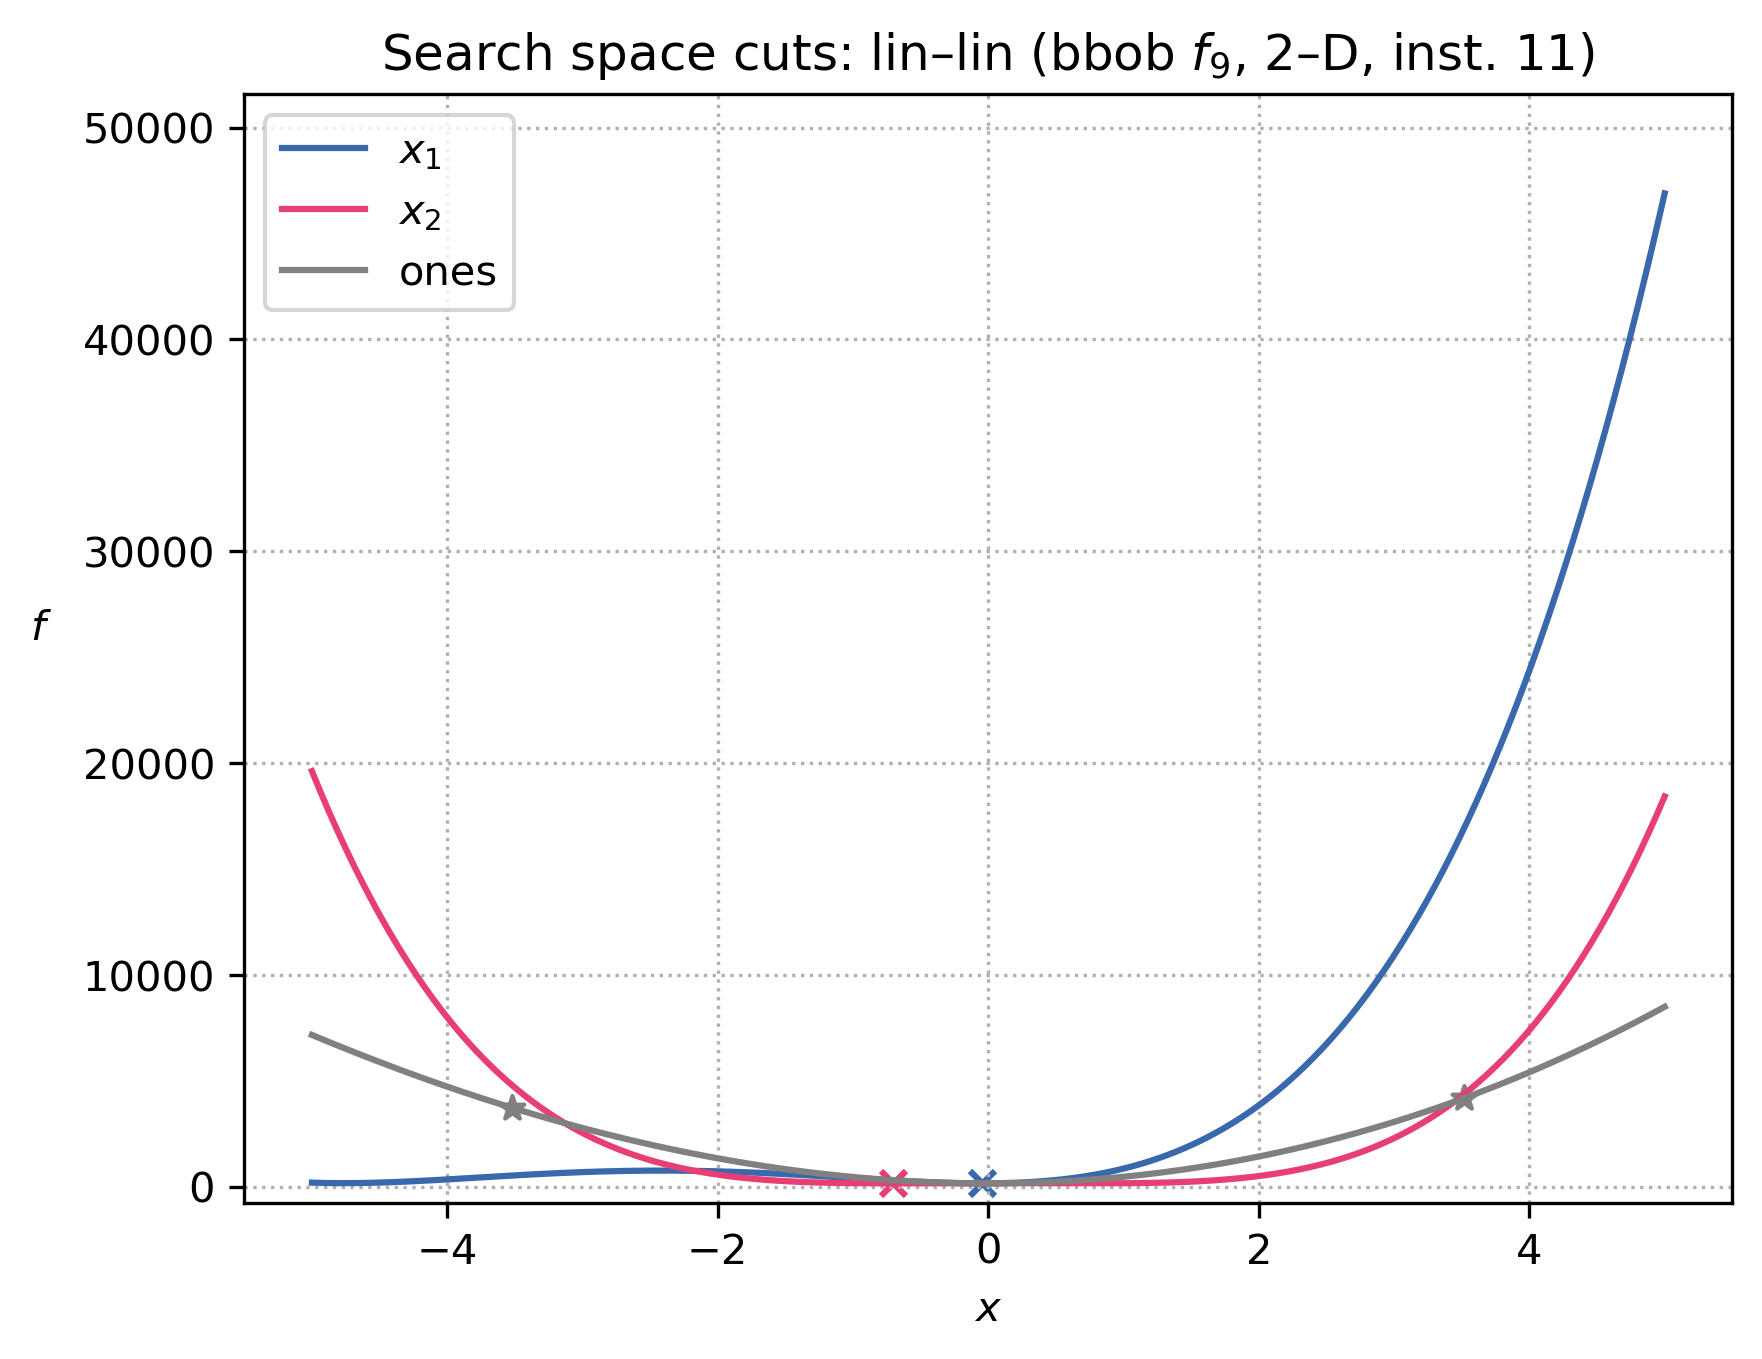 Search space cuts: lin–lin (bbob f₉, 2–D, inst. 11)
x₁
x₂
ones
50000
40000
30000
20000
10000
0
f
−4 −2 0 2 4
x